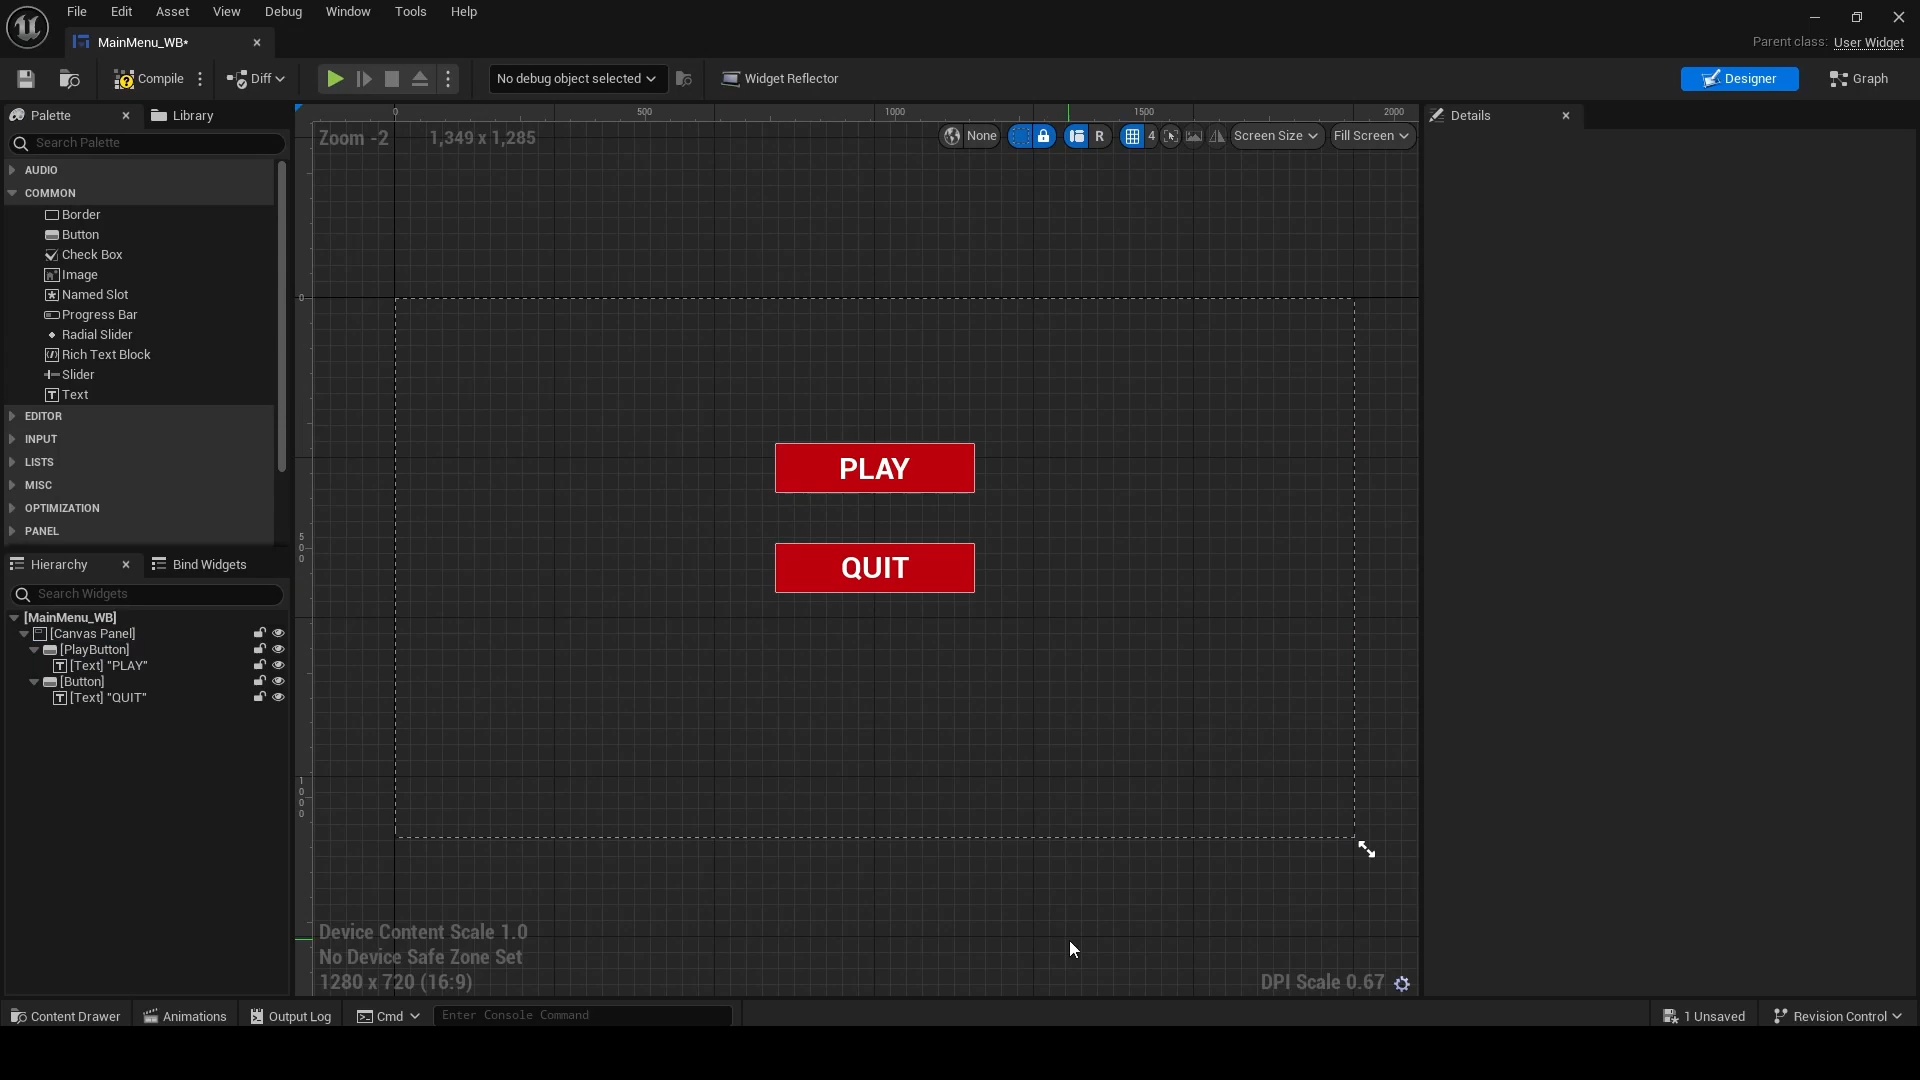 File Edit Asset View Debug Window Tools Help
MainMenu_WB*
Parent class: User Widget
Compile Diff No debug object selected Widget Reflector Designer Graph
Palette Library
Search Palette
AUDIO
COMMON
Border
Button
Check Box
Image
Named Slot
Progress Bar
Radial Slider
Rich Text Block
Slider
Text
EDITOR
INPUT
LISTS
MISC
OPTIMIZATION
PANEL
Hierarchy Bind Widgets
Search Widgets
[MainMenu_WB]
[Canvas Panel]
[PlayButton]
[Text] "PLAY"
[Button]
[Text] "QUIT"
0 500 1000 1500 2000
Zoom -2 1,349 x 1,285
None R 4 Screen Size Fill Screen
0
500
1000
PLAY
QUIT
Device Content Scale 1.0
No Device Safe Zone Set
1280 x 720 (16:9)
DPI Scale 0.67
Details
Content Drawer Animations Output Log Cmd Enter Console Command 1 Unsaved Revision Control